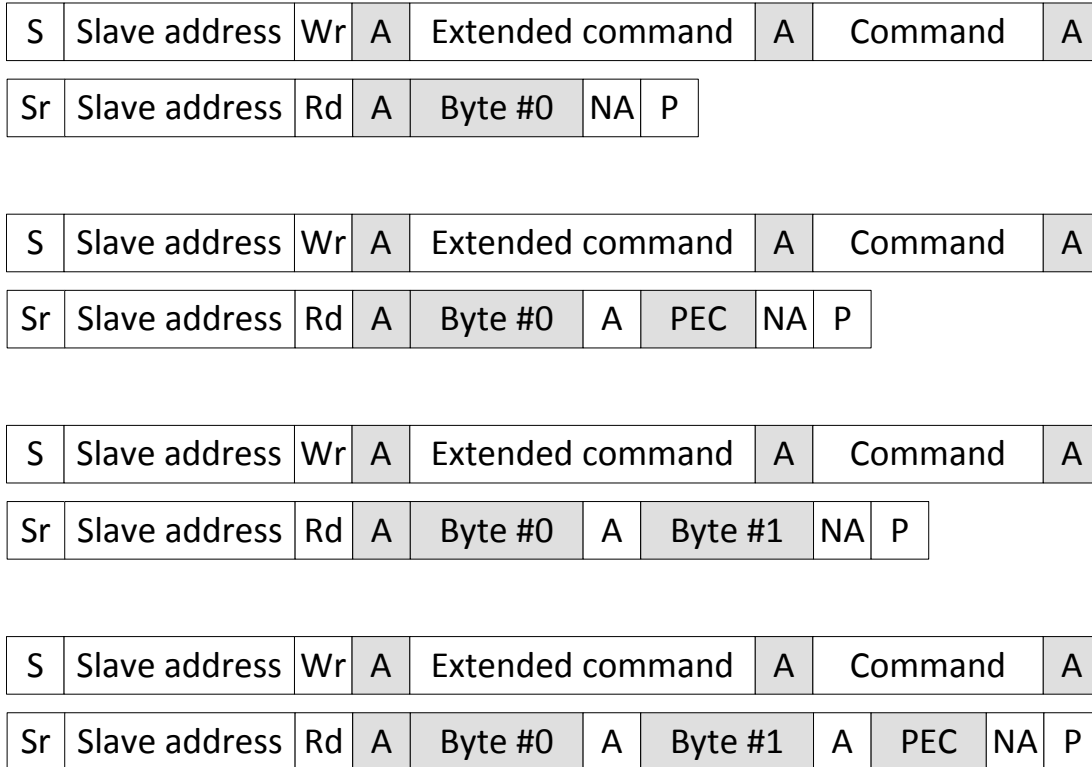 S Slave address Wr A Extended command A Command A
Sr Slave address Rd A Byte #0 NA P
S Slave address Wr A Extended command A Command A
Sr Slave address Rd A Byte #0 A PEC NA P
S Slave address Wr A Extended command A Command A
Sr Slave address Rd A Byte #0 A Byte #1 NA P
S Slave address Wr A Extended command A Command A
Sr Slave address Rd A Byte #0 A Byte #1 A PEC NA P